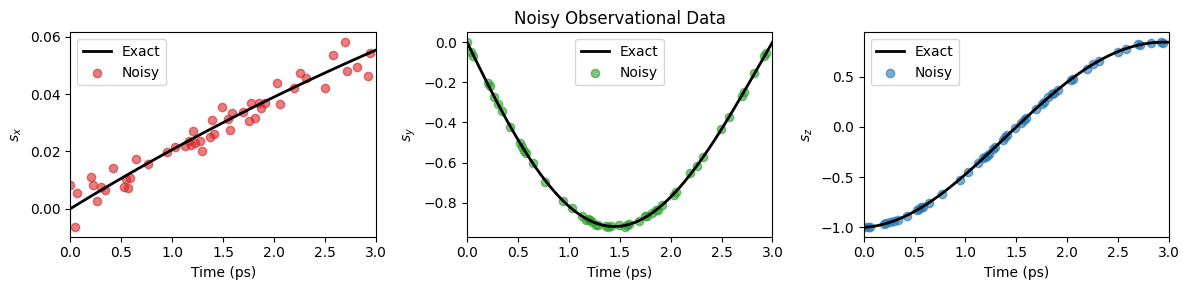 Noisy Observational Data
0.06
0.04
0.02
0.00
s_x
Exact
Noisy
0.0 0.5 1.0 1.5 2.0 2.5 3.0
Time (ps)
0.0
−0.2
−0.4
−0.6
−0.8
s_y
Exact
Noisy
0.0 0.5 1.0 1.5 2.0 2.5 3.0
Time (ps)
0.5
0.0
−0.5
−1.0
s_z
Exact
Noisy
0.0 0.5 1.0 1.5 2.0 2.5 3.0
Time (ps)